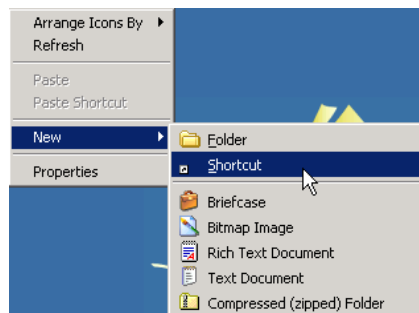 Arrange Icons By
Refresh
Paste
Paste Shortcut
New
Properties
Folder
Shortcut
Briefcase
Bitmap Image
Rich Text Document
Text Document
Compressed (zipped) Folder